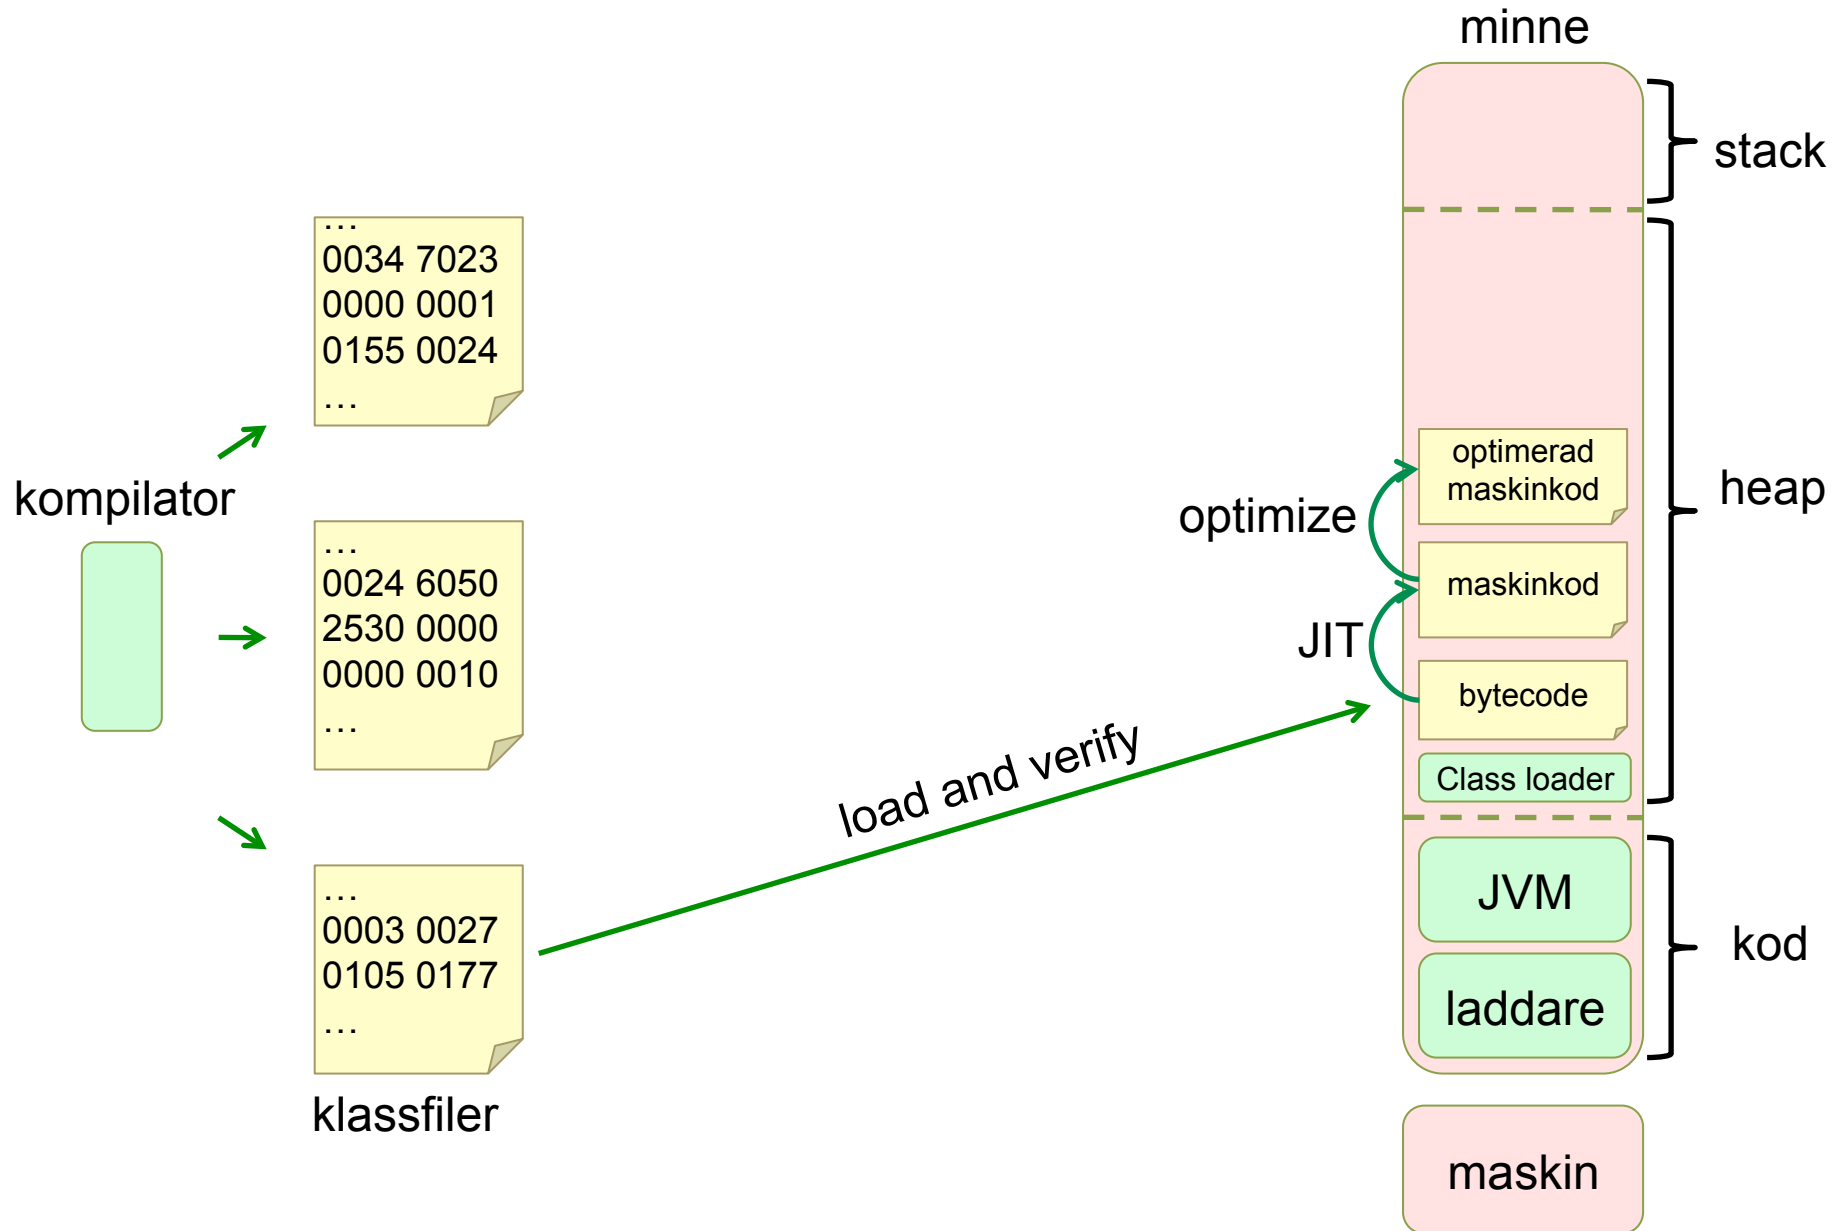 minne
stack
…
0034 7023
0000 0001
0155 0024
…
kompilator
…
0024 6050
2530 0000
0000 0010
…
…
0003 0027
0105 0177
…
klassfiler
load and verify
optimize
JIT
optimerad
maskinkod
maskinkod
bytecode
Class loader
heap
JVM
laddare
kod
maskin